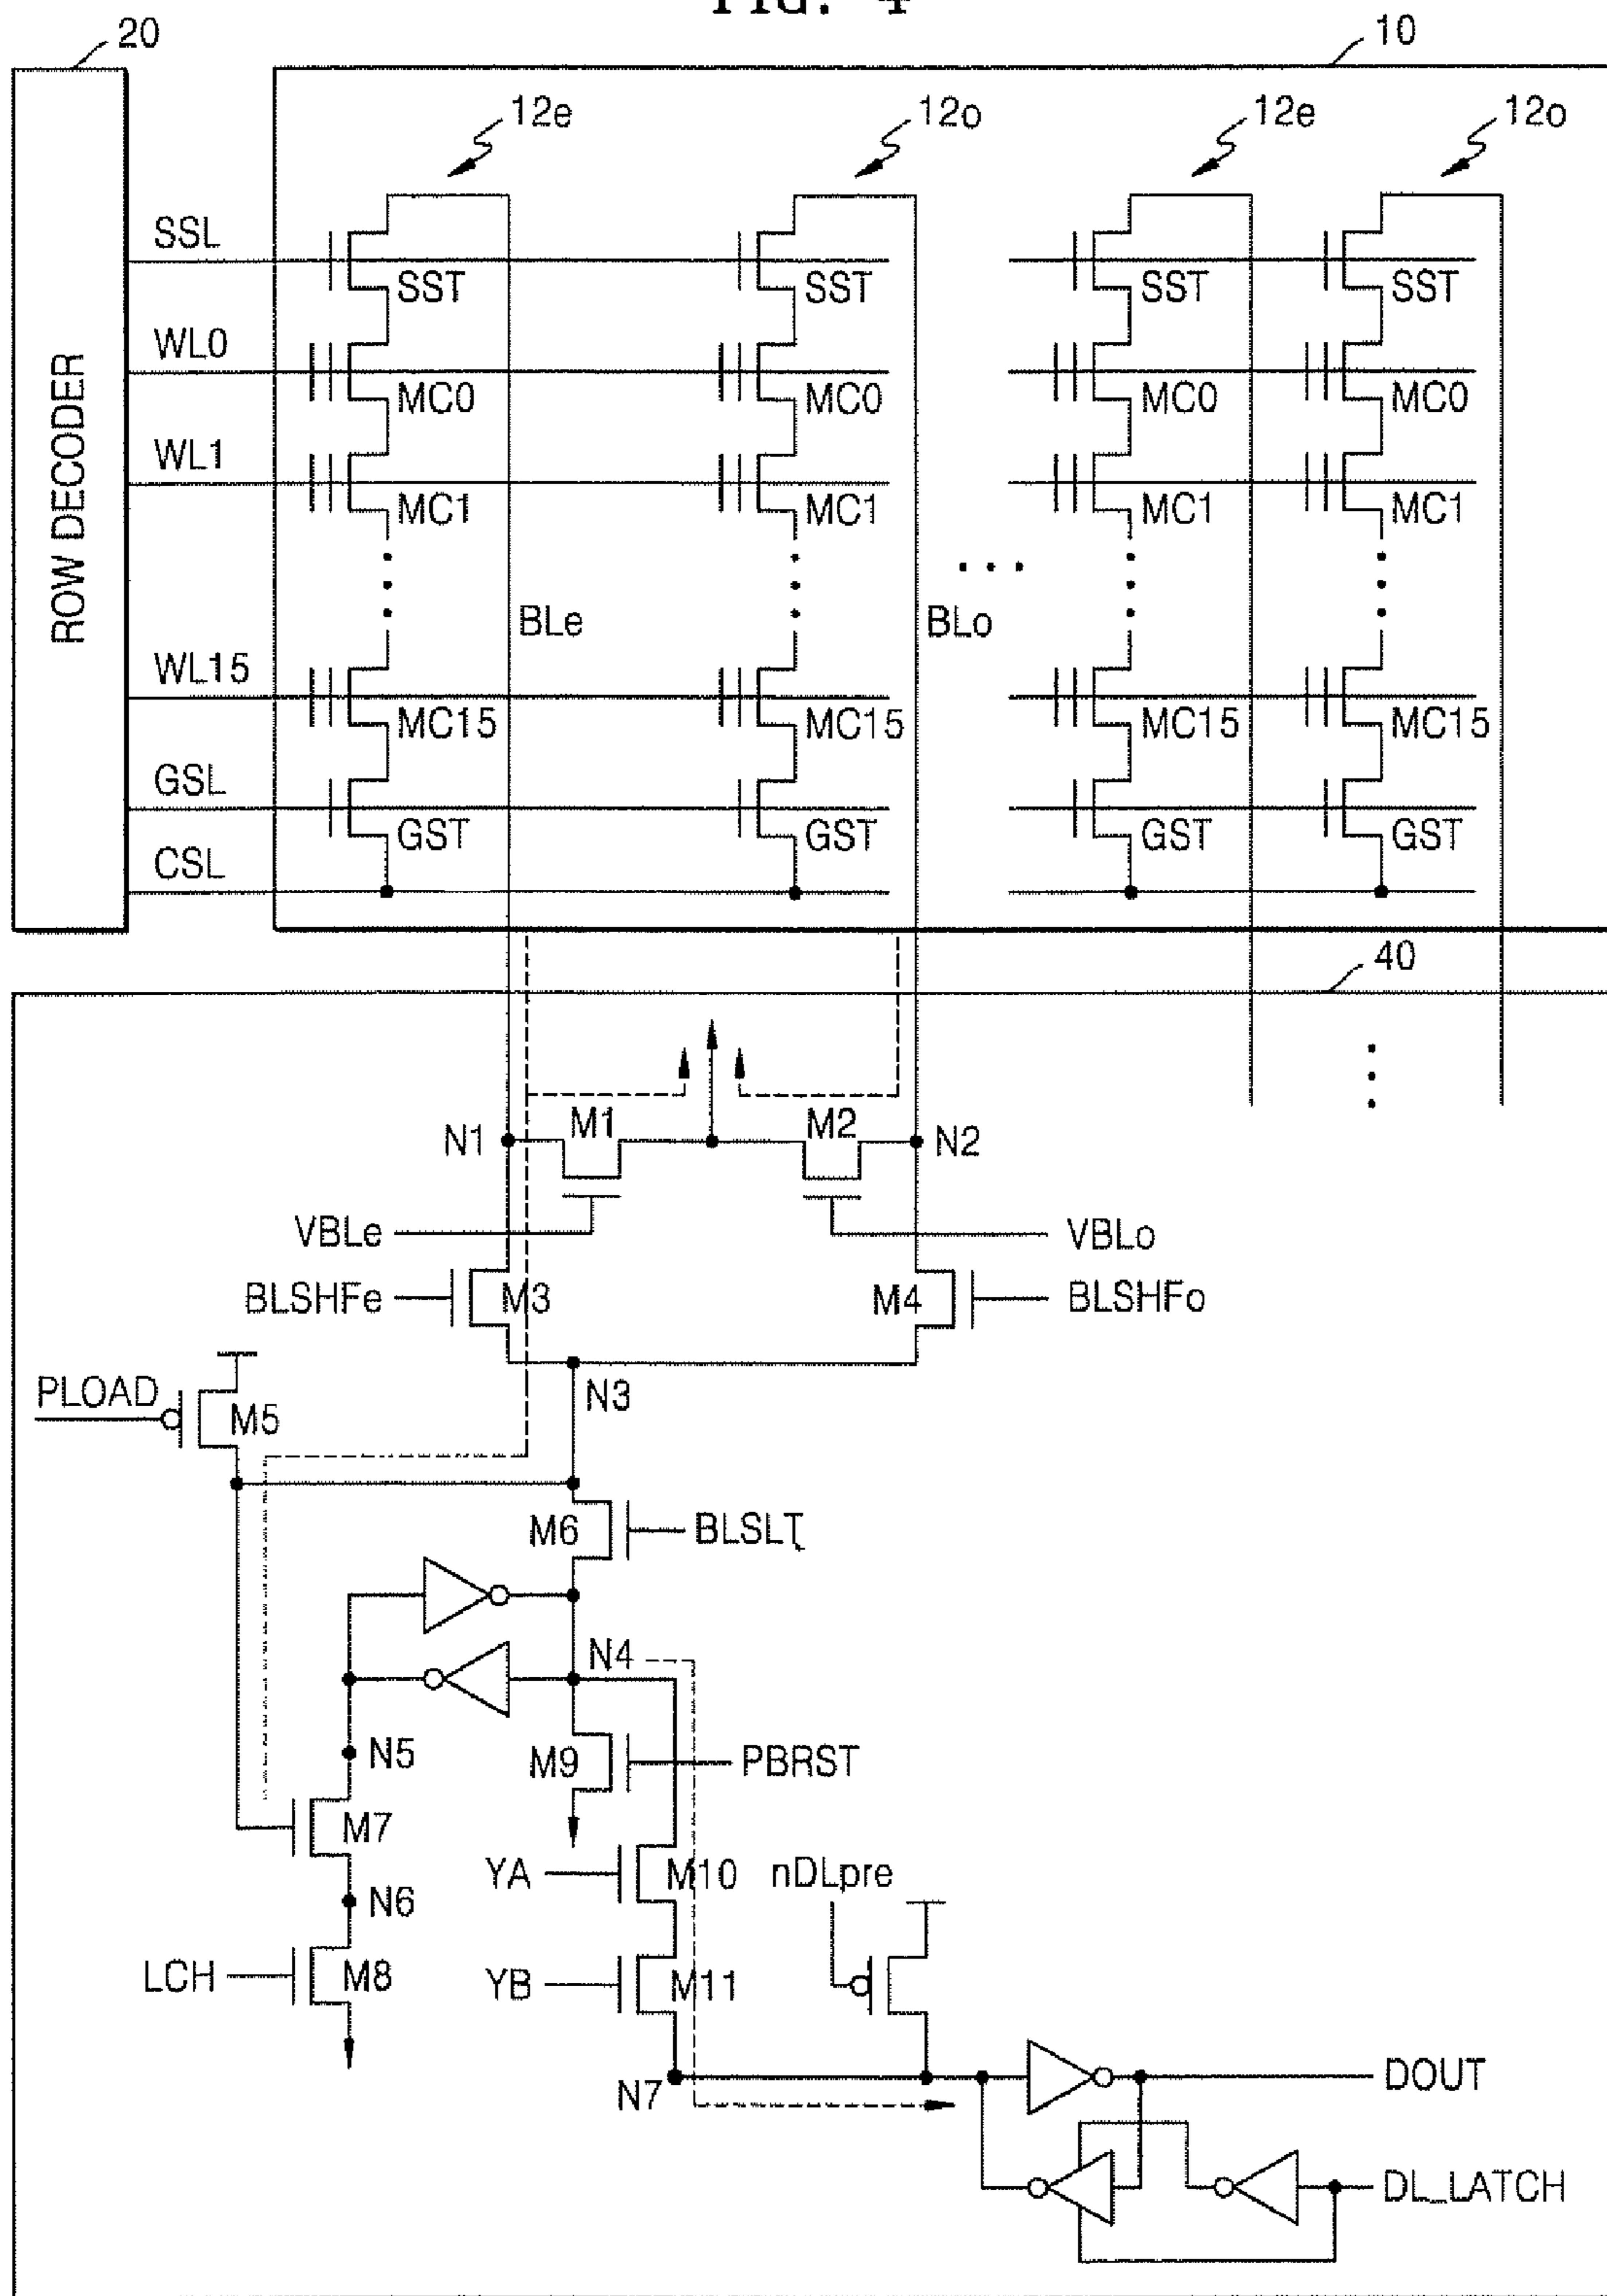 FIG. 4
20
10
12e
12o
12e
12o
ROW DECODER
SSL
SST
SST
SST
SST
WL0
MC0
MC0
MC0
MC0
WL1
MC1
MC1
MC1
MC1
BLe
BLo
WL15
MC15
MC15
MC15
MC15
GSL
GST
GST
GST
GST
CSL
40
N1
M1
M2
N2
VBLe
VBLo
BLSHFe
M3
M4
BLSHFo
PLOAD
M5
N3
M6
BLSLT
N4
N5
M9
PBRST
M7
YA
M10
nDLpre
N6
LCH
M8
YB
M11
N7
DOUT
DL_LATCH